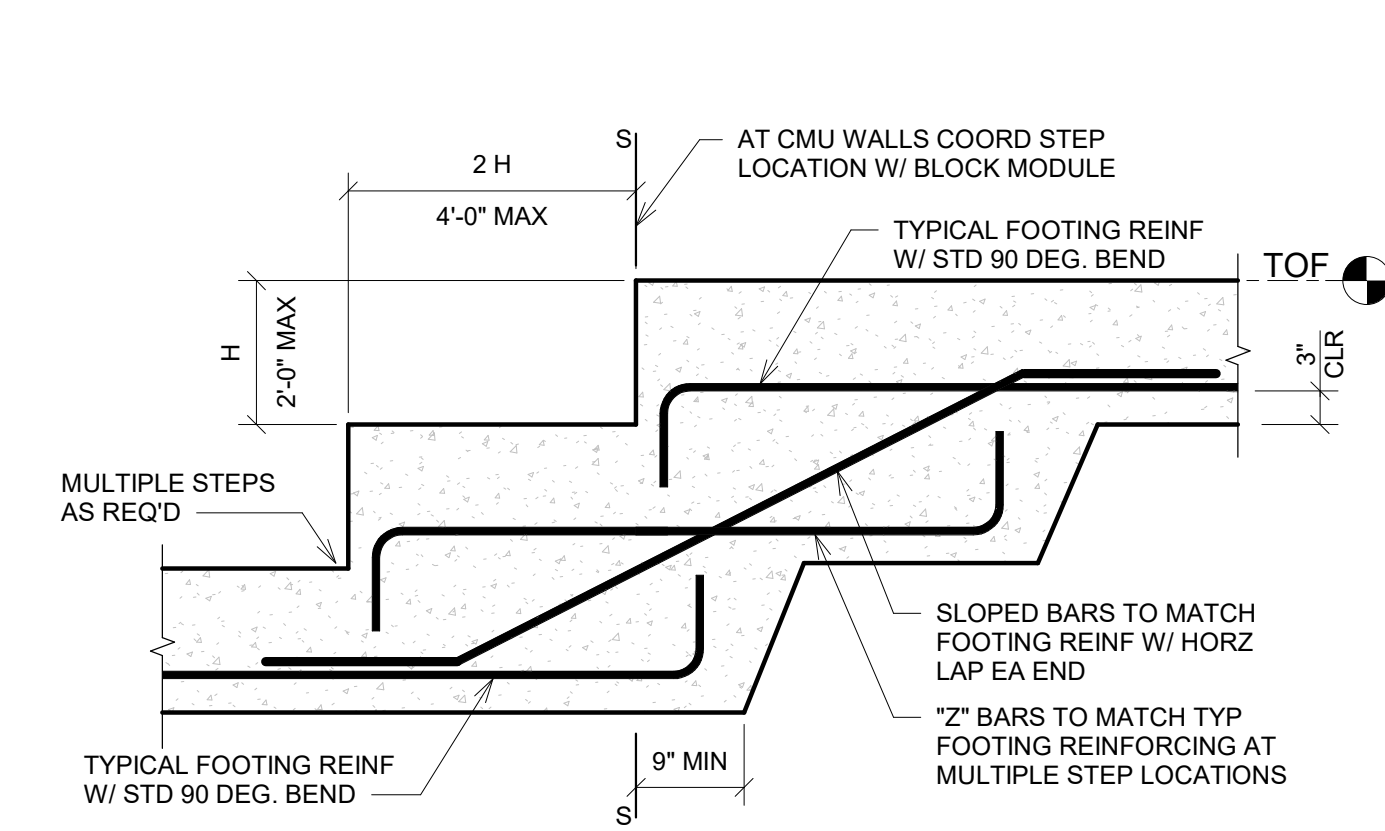 S
AT CMU WALLS COORD STEP
LOCATION W/ BLOCK MODULE
2 H
4'-0" MAX
TYPICAL FOOTING REINF
W/ STD 90 DEG. BEND
TOF
H
2'-0" MAX
3"
CLR
MULTIPLE STEPS
AS REQ'D
SLOPED BARS TO MATCH
FOOTING REINF W/ HORZ
LAP EA END
"Z" BARS TO MATCH TYP
FOOTING REINFORCING AT
MULTIPLE STEP LOCATIONS
TYPICAL FOOTING REINF
W/ STD 90 DEG. BEND
9" MIN
S